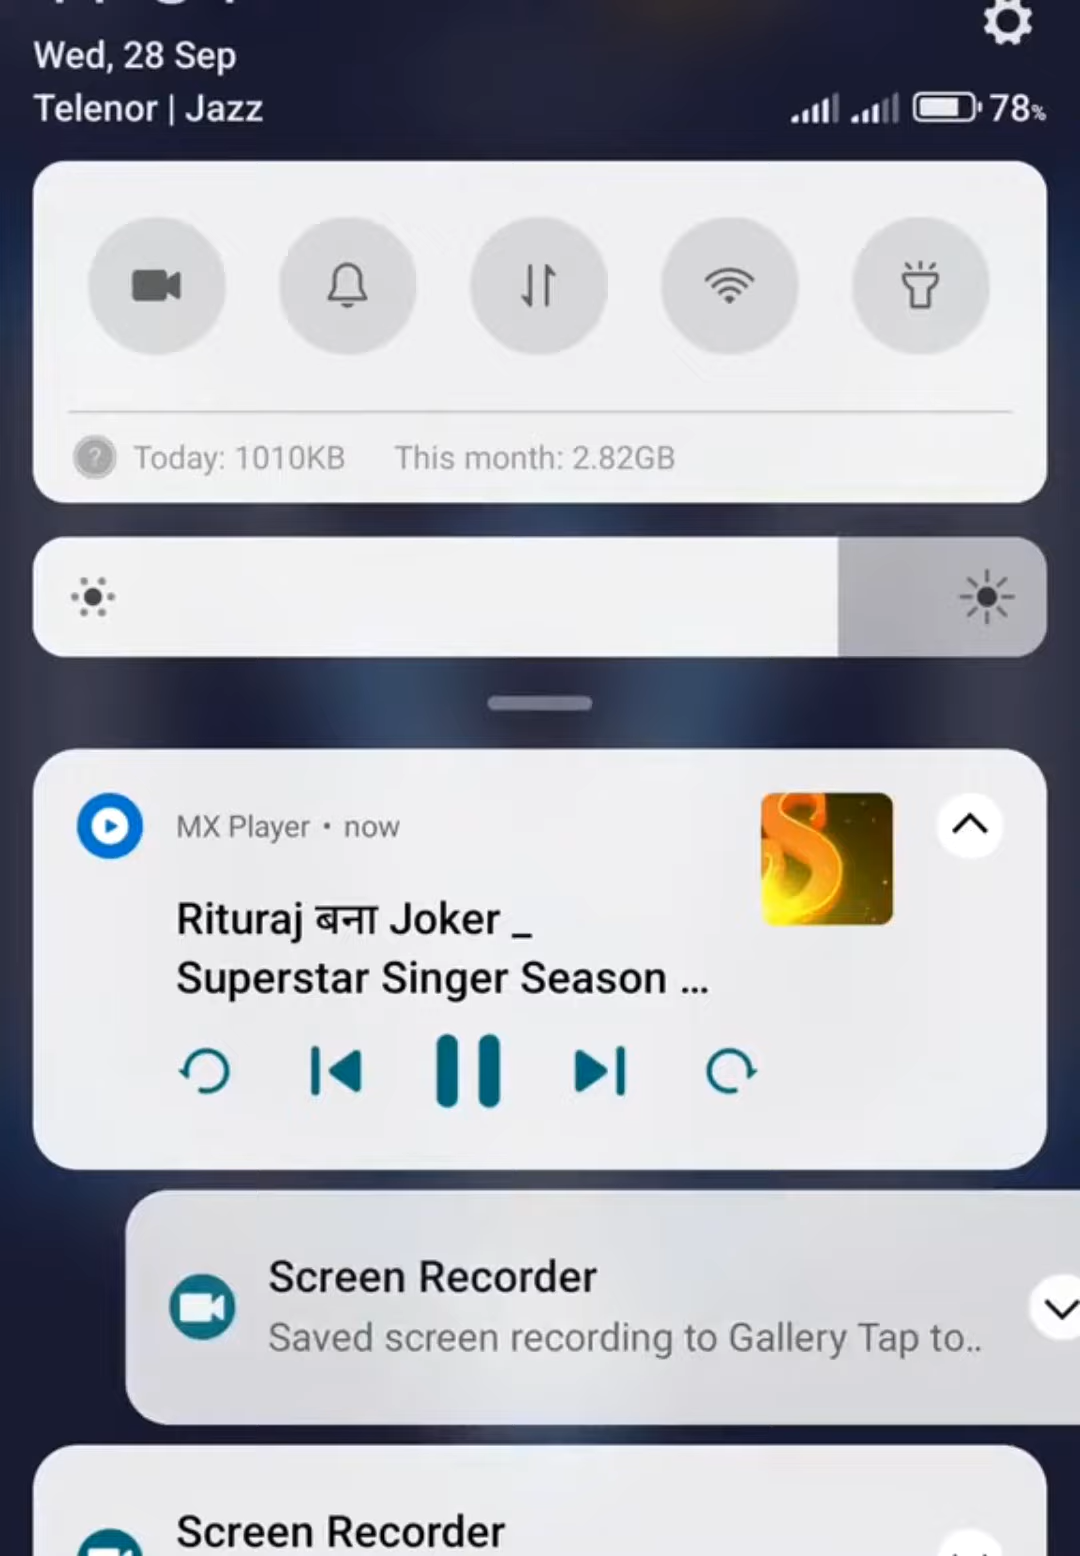 Wed, 28 Sep
Telenor | Jazz
78%
Today: 1010KB This month: 2.82GB
MX Player • now
Rituraj बना Joker _
Superstar Singer Season ...
Screen Recorder
Saved screen recording to Gallery Tap to..
Screen Recorder